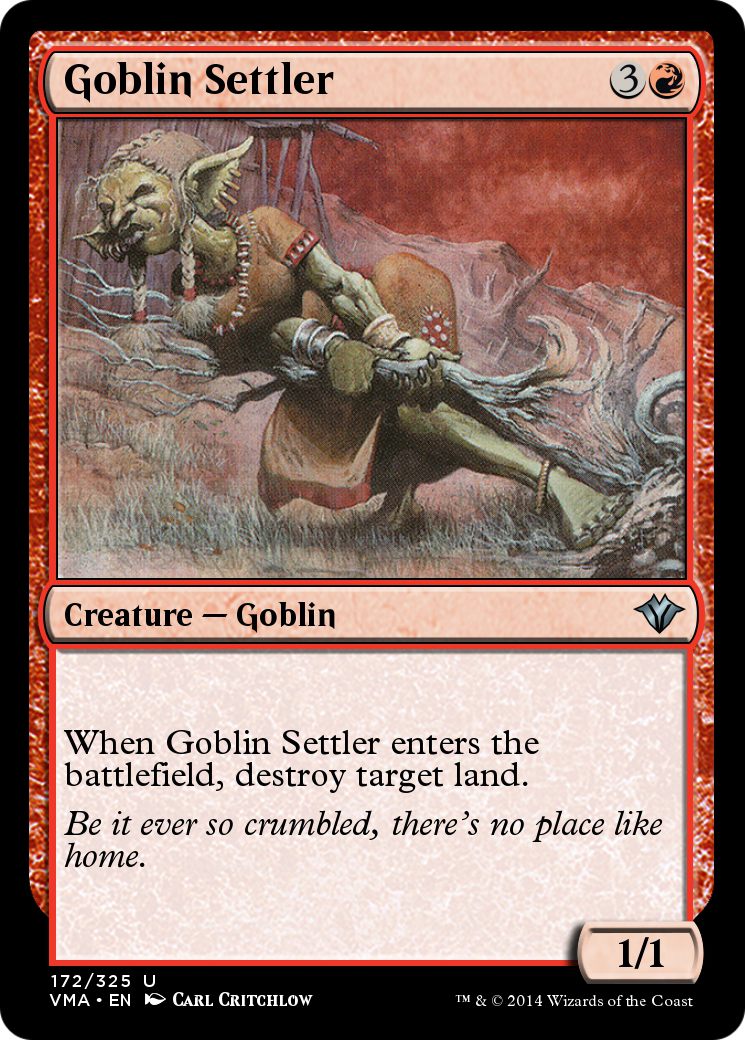 Goblin Settler
3
Creature — Goblin
When Goblin Settler enters the
battlefield, destroy target land.
Be it ever so crumbled, there's no place like
home.
1/1
172/325 U
VMA • EN Carl Critchlow
™ & © 2014 Wizards of the Coast